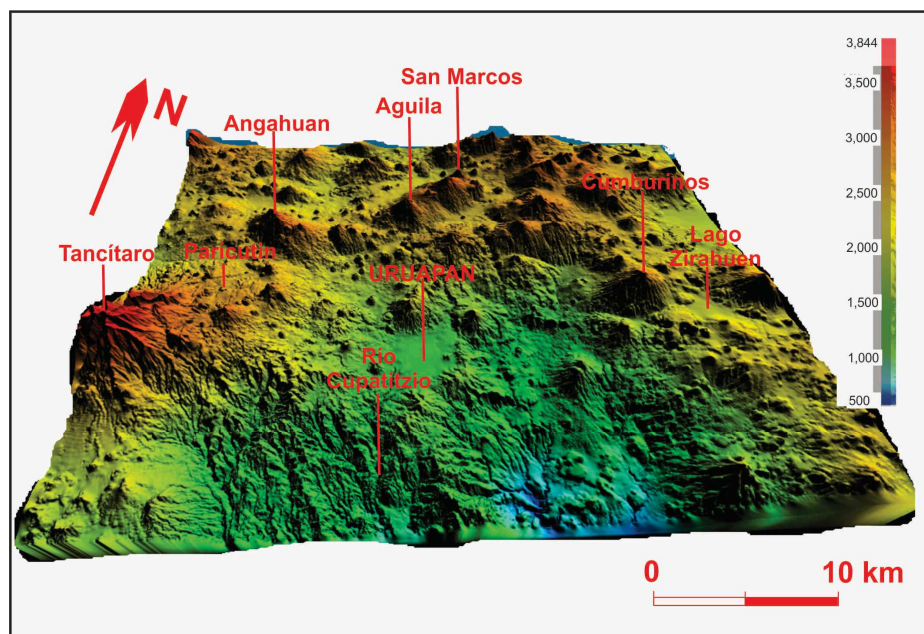 San Marcos
Aguila
Angahuan
N
Cumburinos
Lago
Zirahuen
Tancítaro
Paricutin
URUAPAN
Río
Cupatitzio
3,844
3,500
3,000
2,500
2,000
1,500
1,000
500
0
10 km